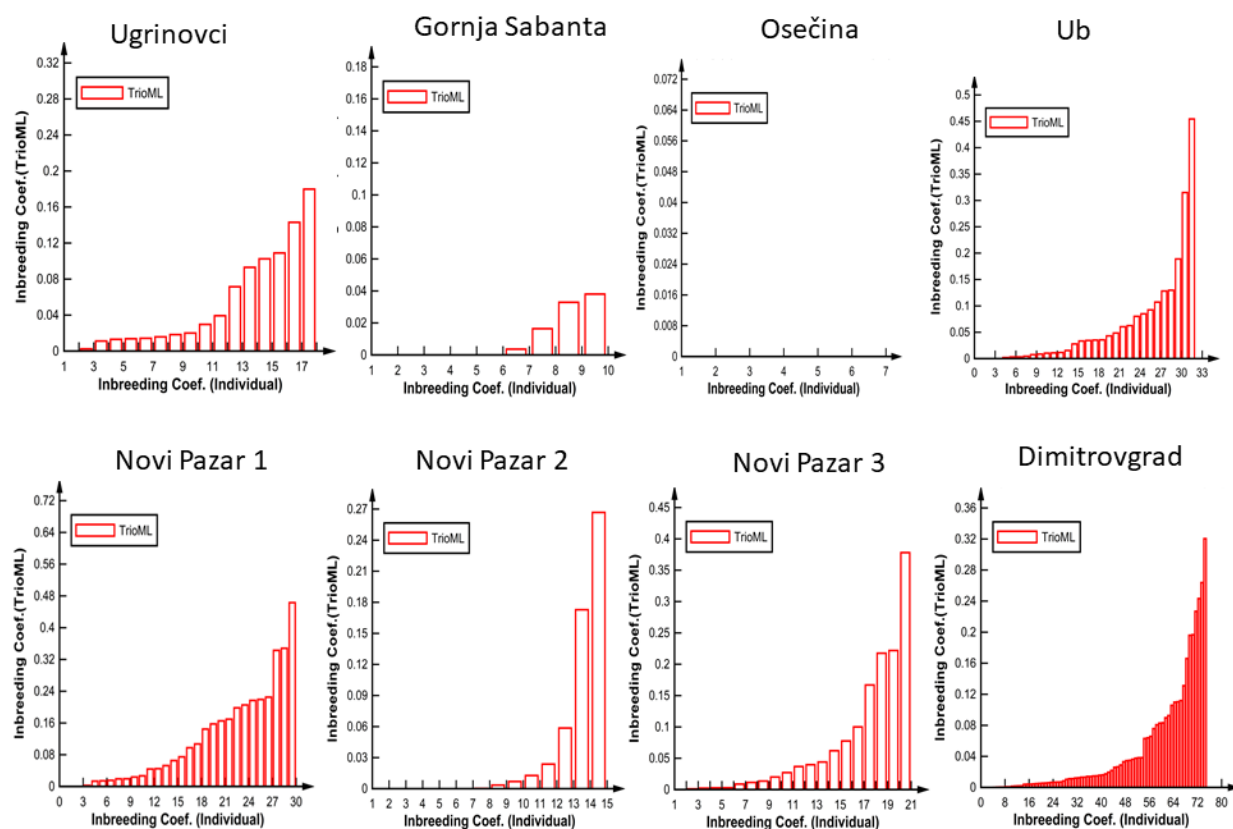 Ugrinovci
0.32
0.28
0.24
0.2
0.16
0.12
0.08
0.04
0
Inbreeding Coef.(TrioML)
TrioML
1 3 5 7 9 11 13 15 17
Inbreeding Coef. (Individual)
Gornja Sabanta
0.18
0.16
0.14
0.12
0.1
0.08
0.06
0.04
0.02
0
TrioML
1 2 3 4 5 6 7 8 9 10
Inbreeding Coef. (Individual)
Osečina
0.072
0.064
0.056
0.048
0.04
0.032
0.024
0.016
0.008
0
Inbreeding Coef.(TrioML)
TrioML
1 2 3 4 5 6 7
Inbreeding Coef. (Individual)
Ub
0.5
0.45
0.4
0.35
0.3
0.25
0.2
0.15
0.1
0.05
0
Inbreeding Coef.(TrioML)
TrioML
0 3 6 9 12 15 18 21 24 27 30 33
Inbreeding Coef. (Individual)
Novi Pazar 1
0.72
0.64
0.56
0.48
0.4
0.32
0.24
0.16
0.08
0
Inbreeding Coef.(TrioML)
TrioML
0 3 6 9 12 15 18 21 24 27 30
Inbreeding Coef. (Individual)
Novi Pazar 2
0.27
0.24
0.21
0.18
0.15
0.12
0.09
0.06
0.03
0
Inbreeding Coef.(TrioML)
TrioML
1 2 3 4 5 6 7 8 9 10 11 12 13 14 15
Inbreeding Coef. (Individual)
Novi Pazar 3
0.45
0.4
0.35
0.3
0.25
0.2
0.15
0.1
0.05
0
Inbreeding Coef.(TrioML)
TrioML
1 3 5 7 9 11 13 15 17 19 21
Inbreeding Coef. (Individual)
Dimitrovgrad
0.36
0.32
0.28
0.24
0.2
0.16
0.12
0.08
0.04
0
Inbreeding Coef.(TrioML)
TrioML
0 8 16 24 32 40 48 56 64 72 80
Inbreeding Coef. (Individual)